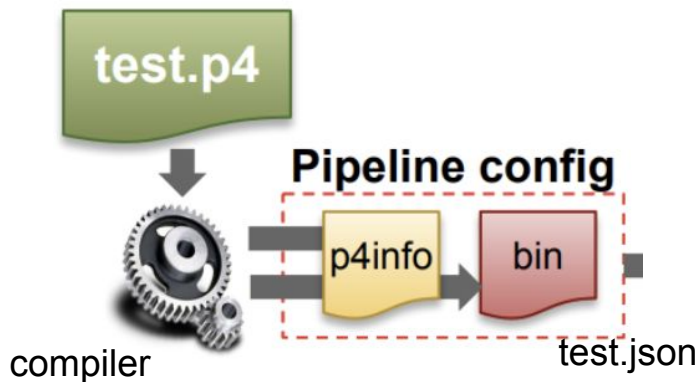 test.p4
Pipeline config
p4info
bin
compiler
test.json